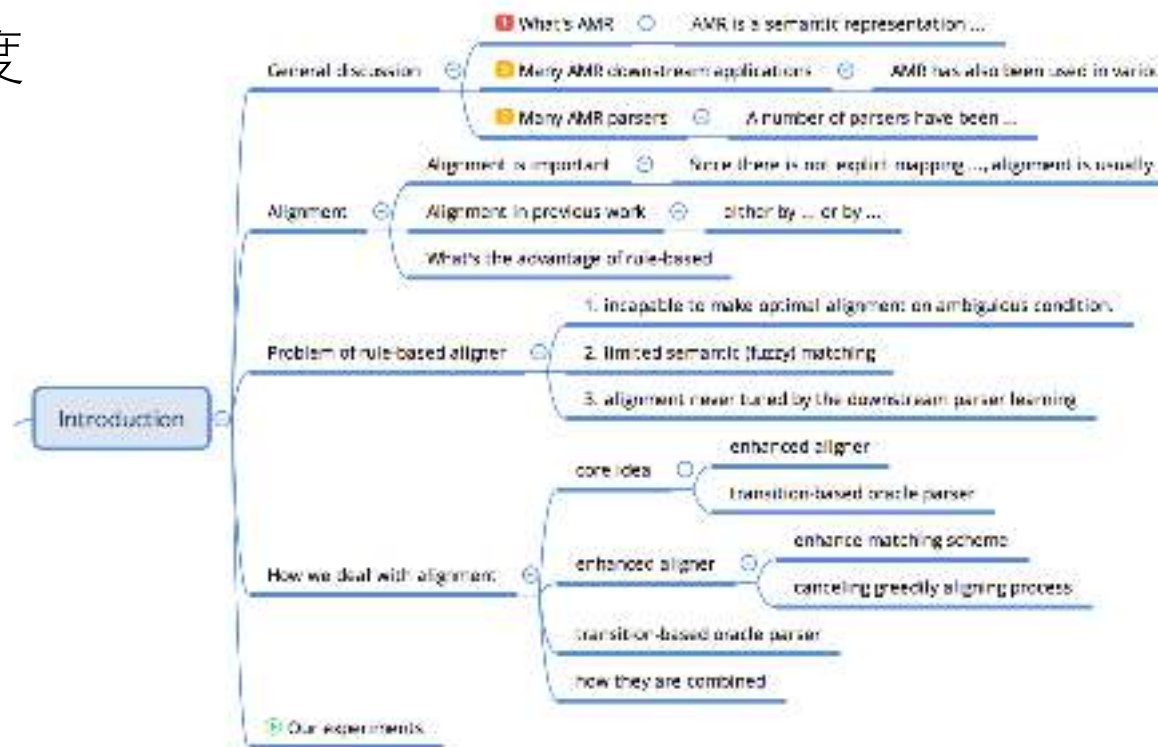 度
What's AMR AMR is a semantic representation ...
General discussion Many AMR downstream applications AMR has also been used in variou
Many AMR parsers A number of parsers have been ...
Alignment is important Since there is not explicit mapping ..., alignment is usually
Alignment Alignment in previous work either by ... or by ...
What's the advantage of rule-based
1. incapable to make optimal alignment on ambiguous condition.
Problem of rule-based aligner 2. limited semantic (fuzzy) matching
3. alignment never tuned by the downstream parser learning
Introduction
core idea enhanced aligner
transition-based oracle parser
How we deal with alignment enhanced aligner enhance matching scheme
canceling greedily aligning process
transition-based oracle parser
how they are combined
Our experiments